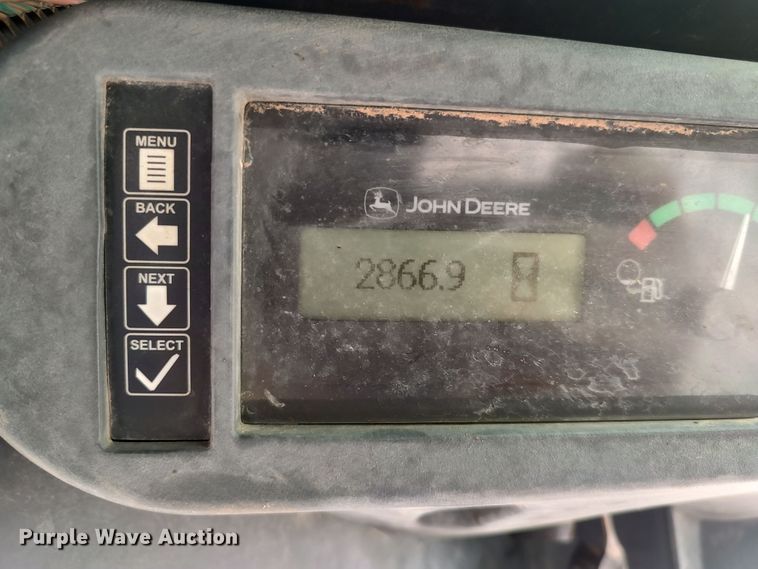 MENU
BACK
NEXT
SELECT
JOHN DEERE
2866.9
Purple Wave Auction